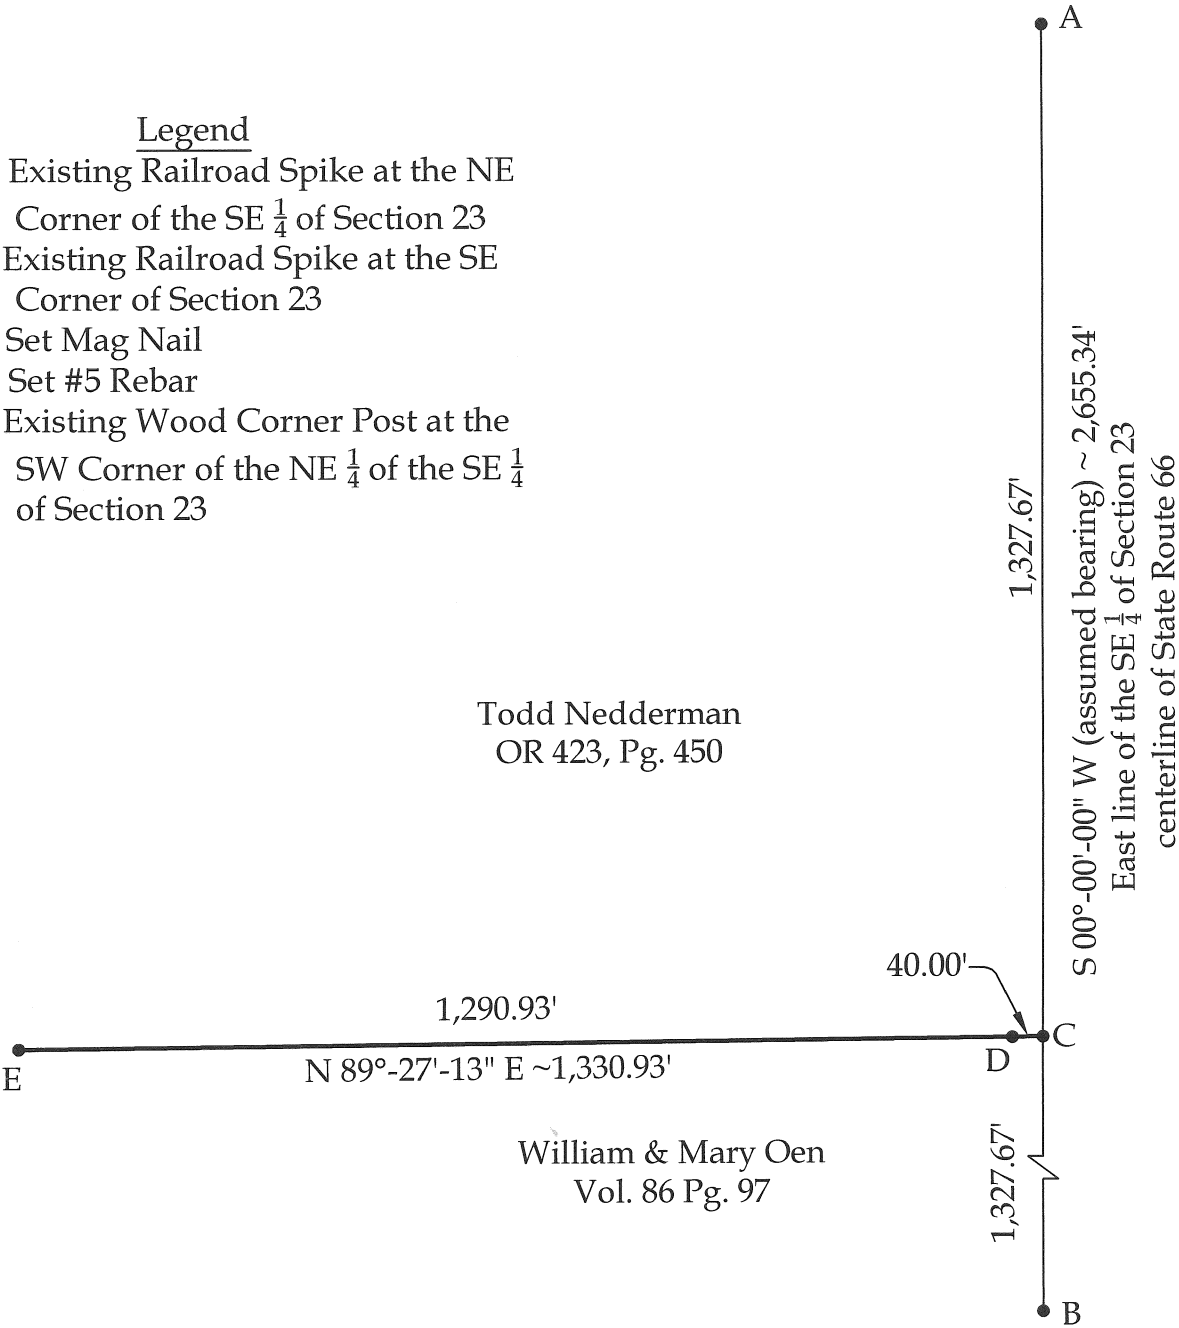 A
Legend
Existing Railroad Spike at the NE
Corner of the SE 1/4 of Section 23
Existing Railroad Spike at the SE
Corner of Section 23
Set Mag Nail
Set #5 Rebar
Existing Wood Corner Post at the
SW Corner of the NE 1/4 of the SE 1/4
of Section 23
1,327.67'
S 00°-00'-00" W (assumed bearing) ~ 2,655.34'
East line of the SE 1/4 of Section 23
centerline of State Route 66
Todd Nedderman
OR 423, Pg. 450
40.00'
1,290.93'
C
D
E
N 89°-27'-13" E ~1,330.93'
William & Mary Oen
Vol. 86 Pg. 97
1,327.67'
B